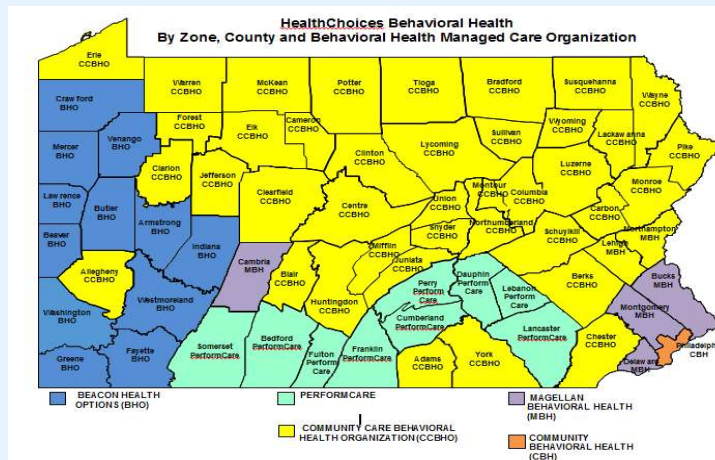 HealthChoices Behavioral Health
By Zone, County and Behavioral Health Managed Care Organization
Erie
CCBHO
Crawford
BHO
Warren
CCBHO
McKean
CCBHO
Potter
CCBHO
Tioga
CCBHO
Bradford
CCBHO
Susquehanna
CCBHO
Wayne
CCBHO
Mercer
BHO
Venango
BHO
Forest
CCBHO
Elk
CCBHO
Cameron
CCBHO
Clinton
CCBHO
Lycoming
CCBHO
Sullivan
CCBHO
Wyoming
CCBHO
Lackawanna
CCBHO
Pike
CCBHO
Clarion
CCBHO
Jefferson
CCBHO
Clearfield
CCBHO
Centre
CCBHO
Union
CCBHO
Montour
CCBHO
Columbia
CCBHO
Luzerne
CCBHO
Monroe
CCBHO
Lawrence
BHO
Butler
BHO
Armstrong
BHO
Indiana
BHO
Snyder
CCBHO
Northumberland
CCBHO
Schuylkill
CCBHO
Carbon
CCBHO
Northampton
MBH
Lehigh
MBH
Beaver
BHO
Allegheny
CCBHO
Cambria
MBH
Blair
CCBHO
Huntingdon
CCBHO
Mifflin
CCBHO
Juniata
CCBHO
Perry
Perform
Care
Dauphin
Perform
Care
Lebanon
Perform
Care
Berks
CCBHO
Bucks
MBH
Montgomery
MBH
Washington
BHO
Westmoreland
BHO
Cumberland
PerformCare
Lancaster
PerformCare
Chester
CCBHO
Philadelphia
CBH
Delaware
MBH
Greene
BHO
Fayette
BHO
Somerset
PerformCare
Bedford
PerformCare
Fulton
Perform
Care
Franklin
PerformCare
Adams
CCBHO
York
CCBHO
BEACON HEALTH
OPTIONS (BHO)
PERFORMCARE
COMMUNITY CARE BEHAVIORAL
HEALTH ORGANIZATION (CCBHO)
MAGELLAN
BEHAVIORAL HEALTH
(MBH)
COMMUNITY
BEHAVIORAL HEALTH
(CBH)